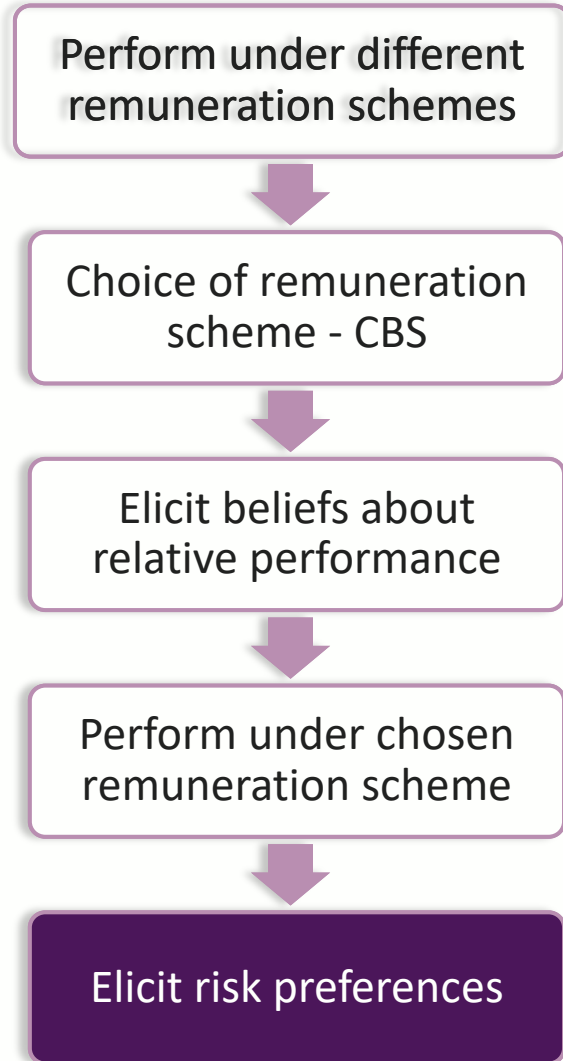 Perform under different
remuneration schemes
Choice of remuneration
scheme - CBS
Elicit beliefs about
relative performance
Perform under chosen
remuneration scheme
Elicit risk preferences